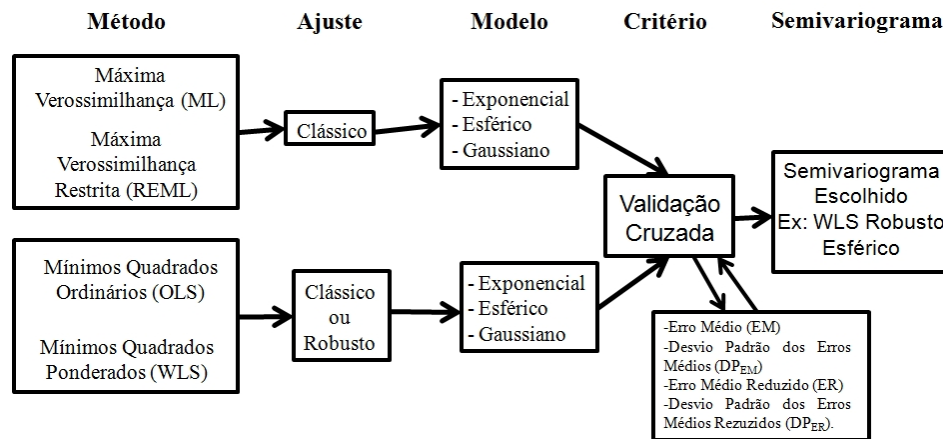 Método
Ajuste
Modelo
Critério
Semivariograma
Máxima
Verossimilhança (ML)
Máxima
Verossimilhança
Restrita (REML)
Clássico
- Exponencial
- Esférico
- Gaussiano
Mínimos Quadrados
Ordinários (OLS)
Mínimos Quadrados
Ponderados (WLS)
Clássico
ou
Robusto
- Exponencial
- Esférico
- Gaussiano
Validação
Cruzada
-Erro Médio (EM)
-Desvio Padrão dos Erros
Médios (DPEM)
-Erro Médio Reduzido (ER)
-Desvio Padrão dos Erros
Médios Rezuzidos (DPER).
Semivariograma
Escolhido
Ex: WLS Robusto
Esférico